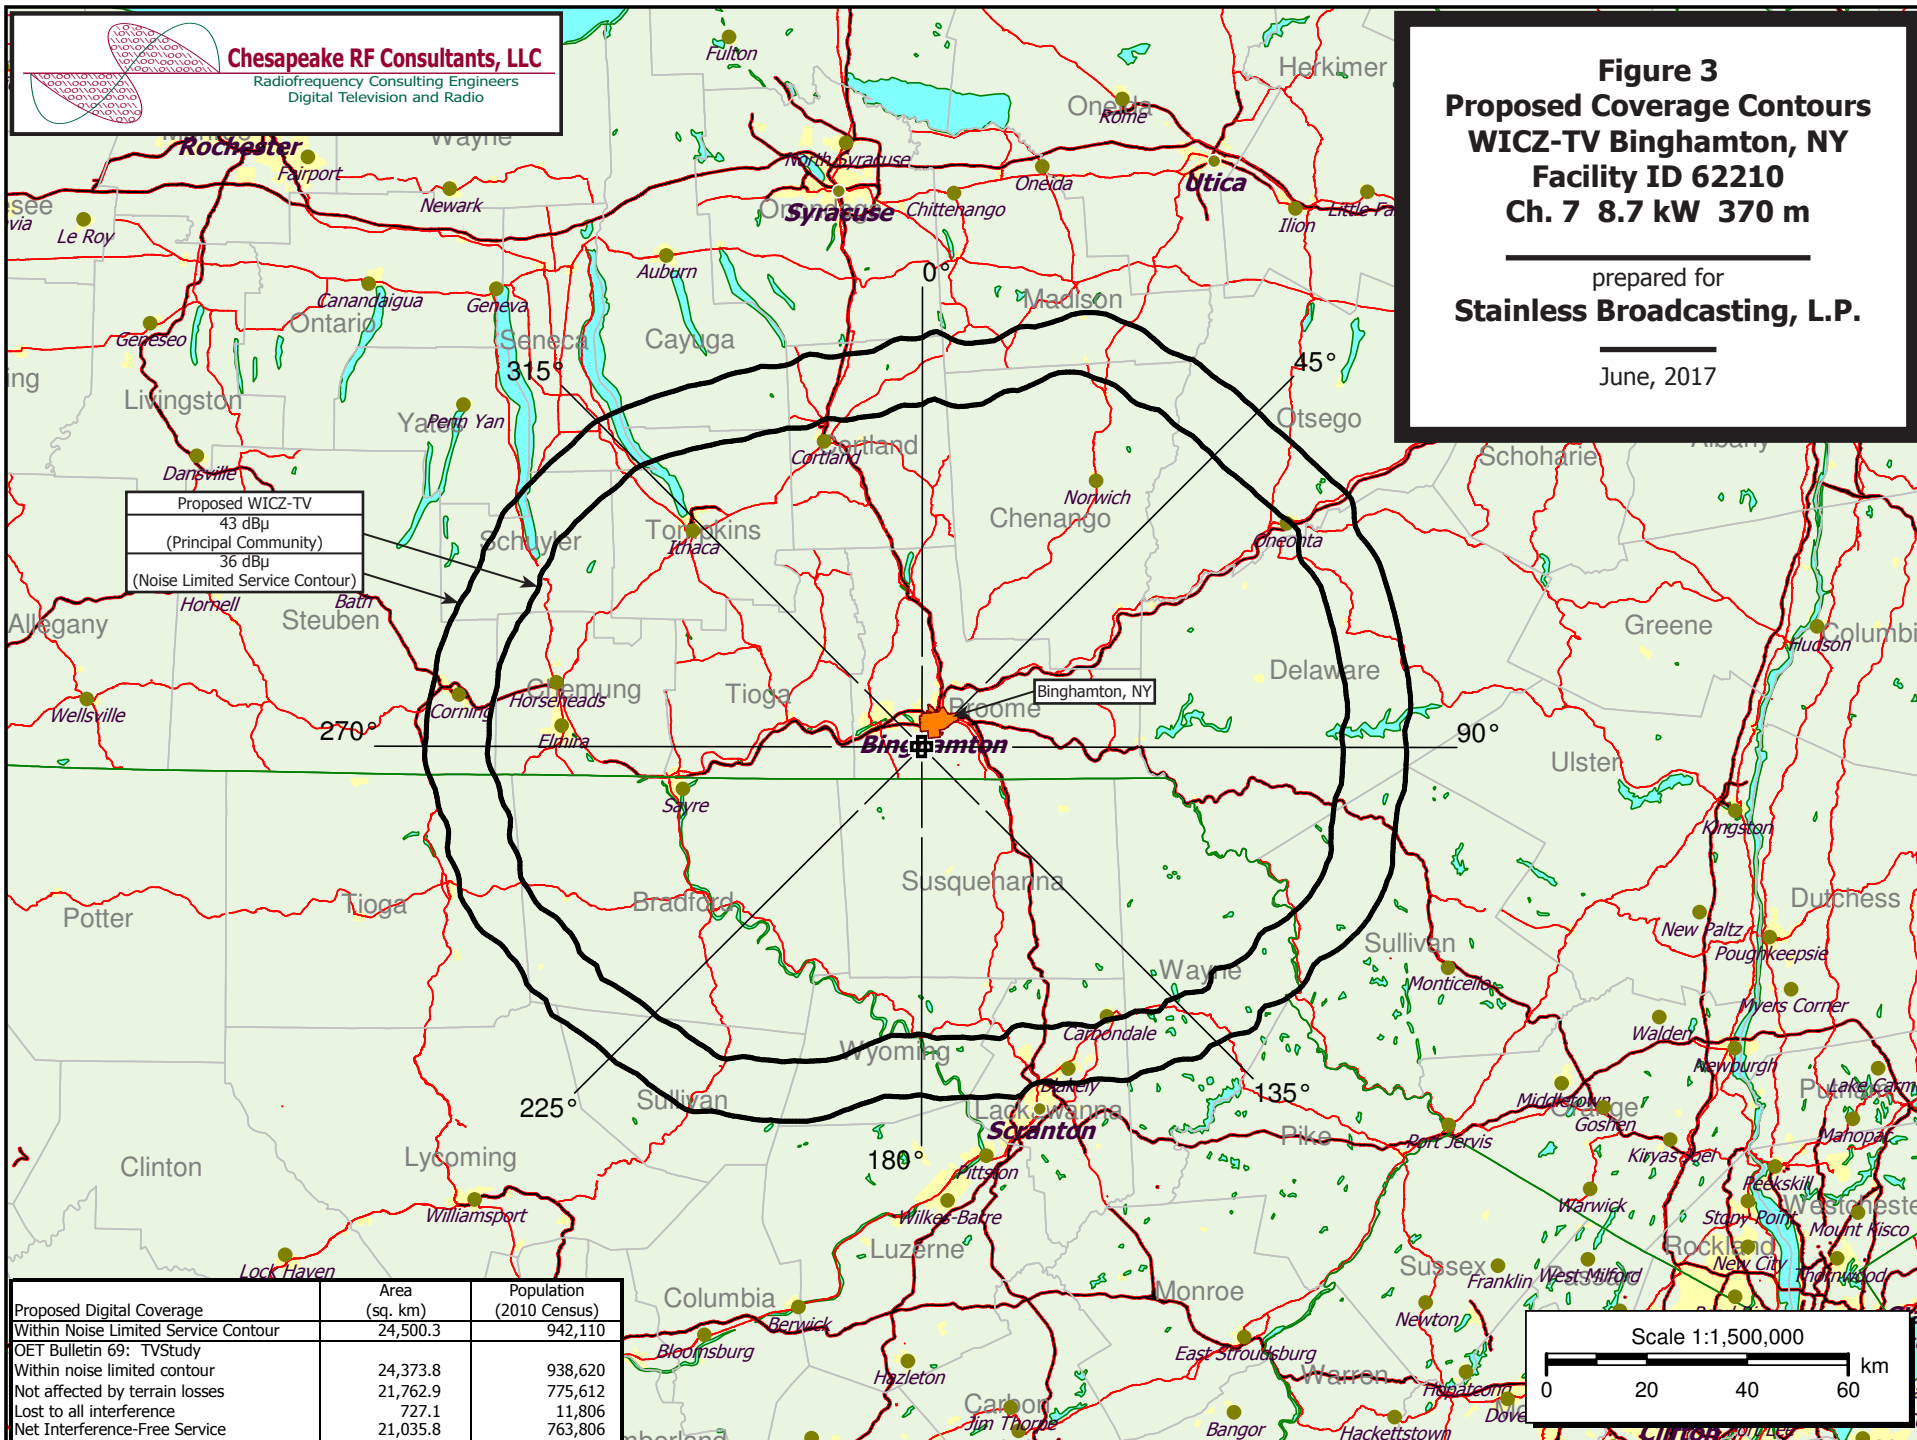 Chesapeake RF Consultants, LLC
Radiofrequency Consulting Engineers
Digital Television and Radio
Figure 3
Proposed Coverage Contours
WICZ-TV Binghamton, NY
Facility ID 62210
Ch. 7 8.7 kW 370 m
prepared for
Stainless Broadcasting, L.P.
June, 2017
Fulton
Herkimer
Oneida
Rome
Wayne
Rochester
Fairport
North Syracuse
Oneida
Utica
Newark
Onondaga
Syracuse
Chittenango
Ilion
Le Roy
Auburn
0°
Canandaigua
Geneva
Madison
Ontario
Geneseo
Seneca
Cayuga
315°
45°
Livingston
Yates
Penn Yan
Otsego
Cortland
Cortland
Schoharie
Albany
Dansville
Norwich
Chenango
Proposed WICZ-TV
43 dBµ
(Principal Community)
36 dBµ
(Noise Limited Service Contour)
Schuyler
Tompkins
Ithaca
Oneonta
Hornell
Bath
Allegany
Steuben
Greene
Hudson
Delaware
Chemung
Horseheads
Tioga
Binghamton, NY
Broome
Wellsville
Corning
270°
Elmira
Binghamton
90°
Ulster
Sayre
Kingston
Susquehanna
Potter
Tioga
Bradford
Dutchess
New Paltz
Poughkeepsie
Sullivan
Wayne
Monticello
Myers Corner
Walden
Carbondale
Wyoming
Newburgh
Blakely
225°
Sullivan
135°
Lackawanna
Scranton
Middletown
Orange
Goshen
Mahopac
Pike
Port Jervis
Kiryas Joel
Clinton
Lycoming
180°
Pittston
Peekskill
Williamsport
Wilkes-Barre
Warwick
Stony Point
Mount Kisco
Luzerne
Rockland
New City
Lock Haven
Sussex
Franklin
West Milford
Thornwood
Columbia
Monroe
Berwick
Newton
Bloomsburg
East Stroudsburg
Hazleton
Warren
Hopatcong
Carbon
Jim Thorpe
Bangor
Hackettstown
Clifton
Proposed Digital Coverage Area (sq. km) Population (2010 Census)
Within Noise Limited Service Contour 24,500.3 942,110
OET Bulletin 69: TVStudy
Within noise limited contour 24,373.8 938,620
Not affected by terrain losses 21,762.9 775,612
Lost to all interference 727.1 11,806
Net Interference-Free Service 21,035.8 763,806
Scale 1:1,500,000
0 20 40 60 km